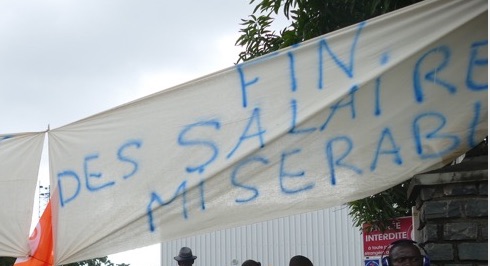 FIN.
DES SALAIRE
MISERABL
INTERDITE